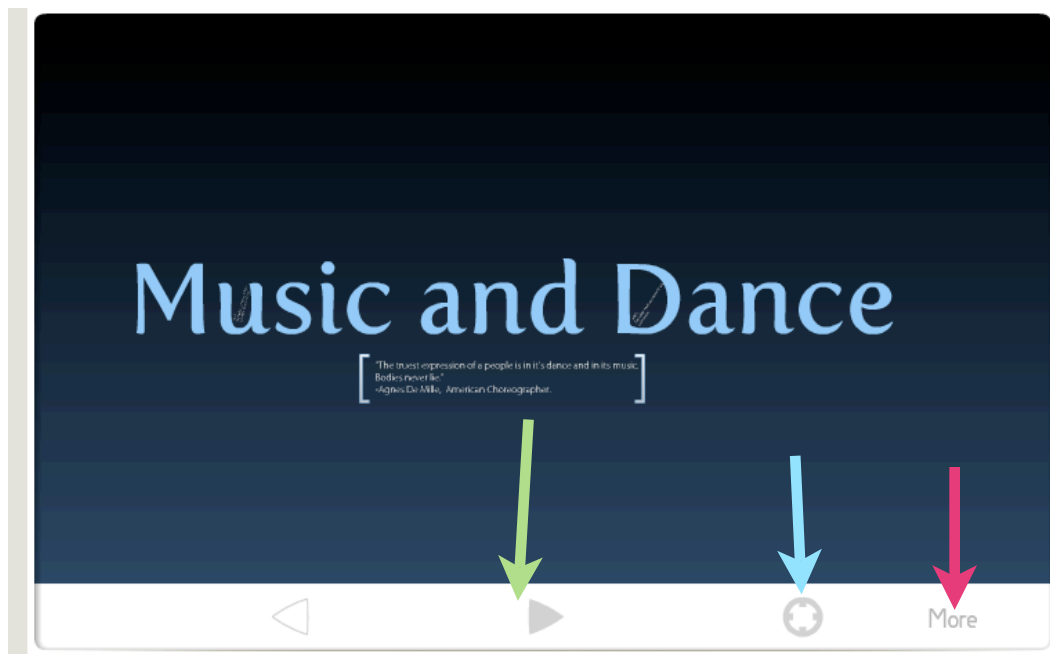 Music and Dance
"The truest expression of a people is in it's dance and in its music.
Bodies never lie."
-Agnes De Mille, American Choreographer.
More